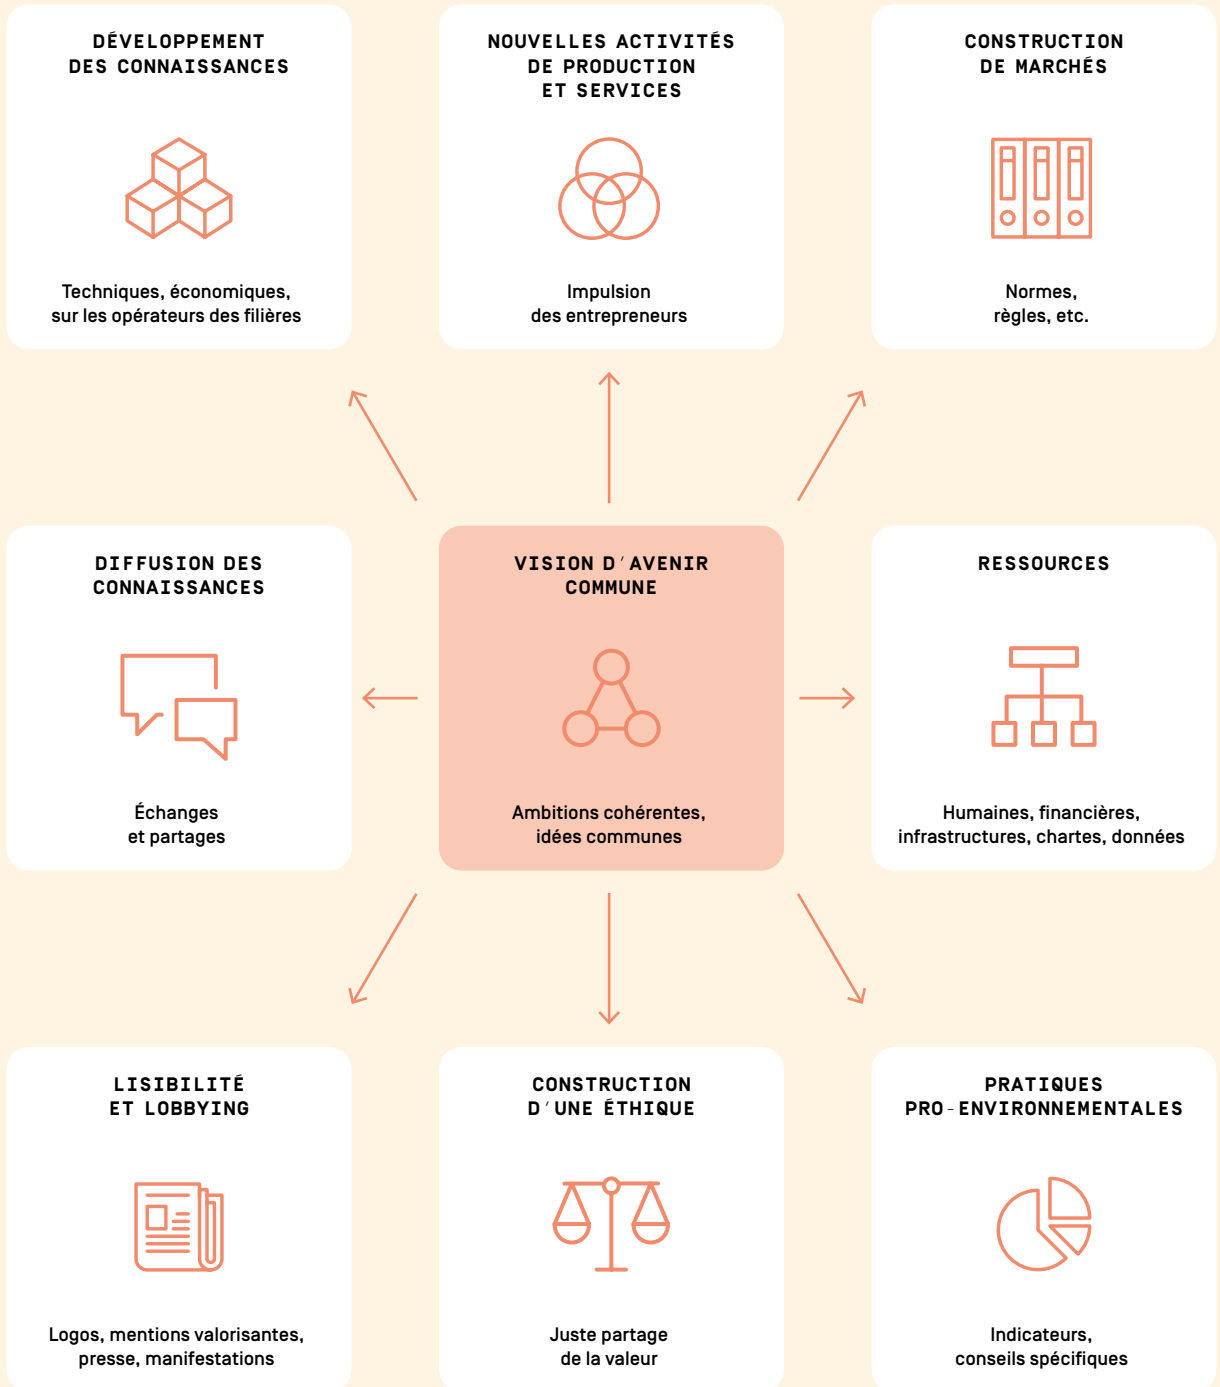 DÉVELOPPEMENT
DES CONNAISSANCES
Techniques, économiques,
sur les opérateurs des filières
NOUVELLES ACTIVITÉS
DE PRODUCTION
ET SERVICES
Impulsion
des entrepreneurs
CONSTRUCTION
DE MARCHÉS
Normes,
règles, etc.
DIFFUSION DES
CONNAISSANCES
Échanges
et partages
VISION D'AVENIR
COMMUNE
Ambitions cohérentes,
idées communes
RESSOURCES
Humaines, financières,
infrastructures, chartes, données
LISIBILITÉ
ET LOBBYING
Logos, mentions valorisantes,
presse, manifestations
CONSTRUCTION
D'UNE ÉTHIQUE
Juste partage
de la valeur
PRATIQUES
PRO-ENVIRONNEMENTALES
Indicateurs,
conseils spécifiques